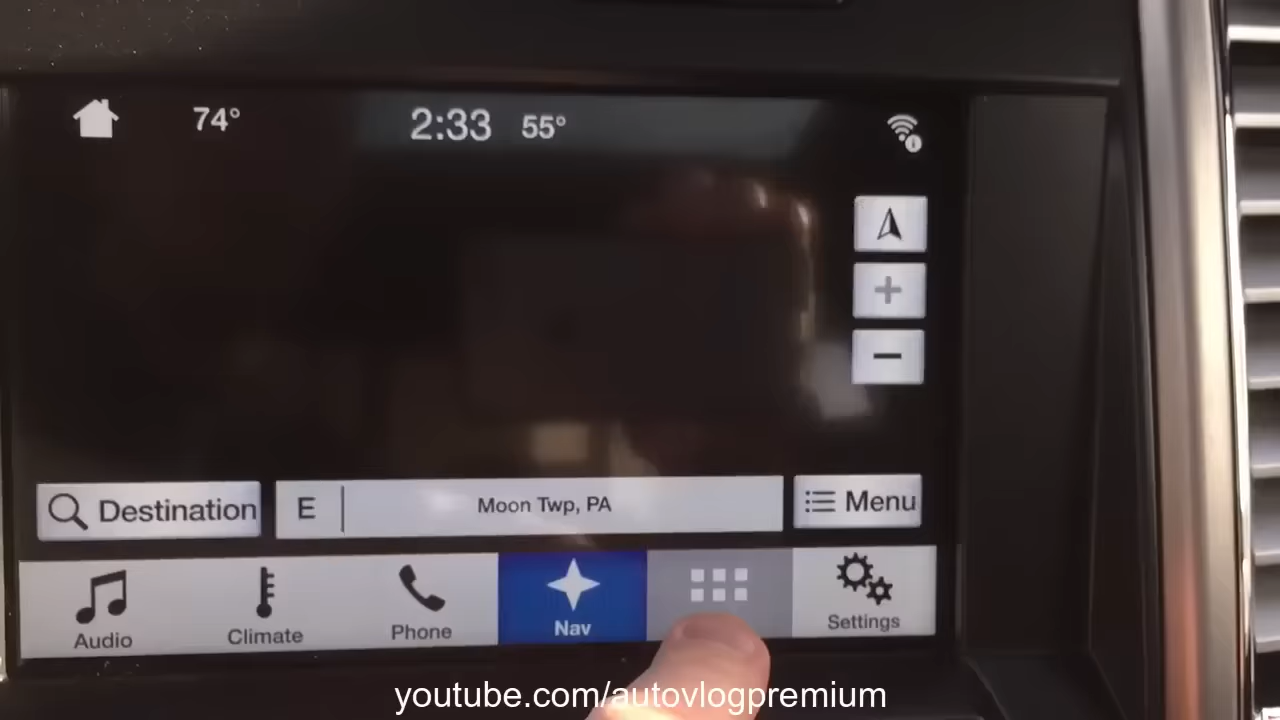 74° 2:33 55°
Destination E Moon Twp, PA Menu
Audio Climate Phone Nav Settings
youtube.com/autovlogpremium